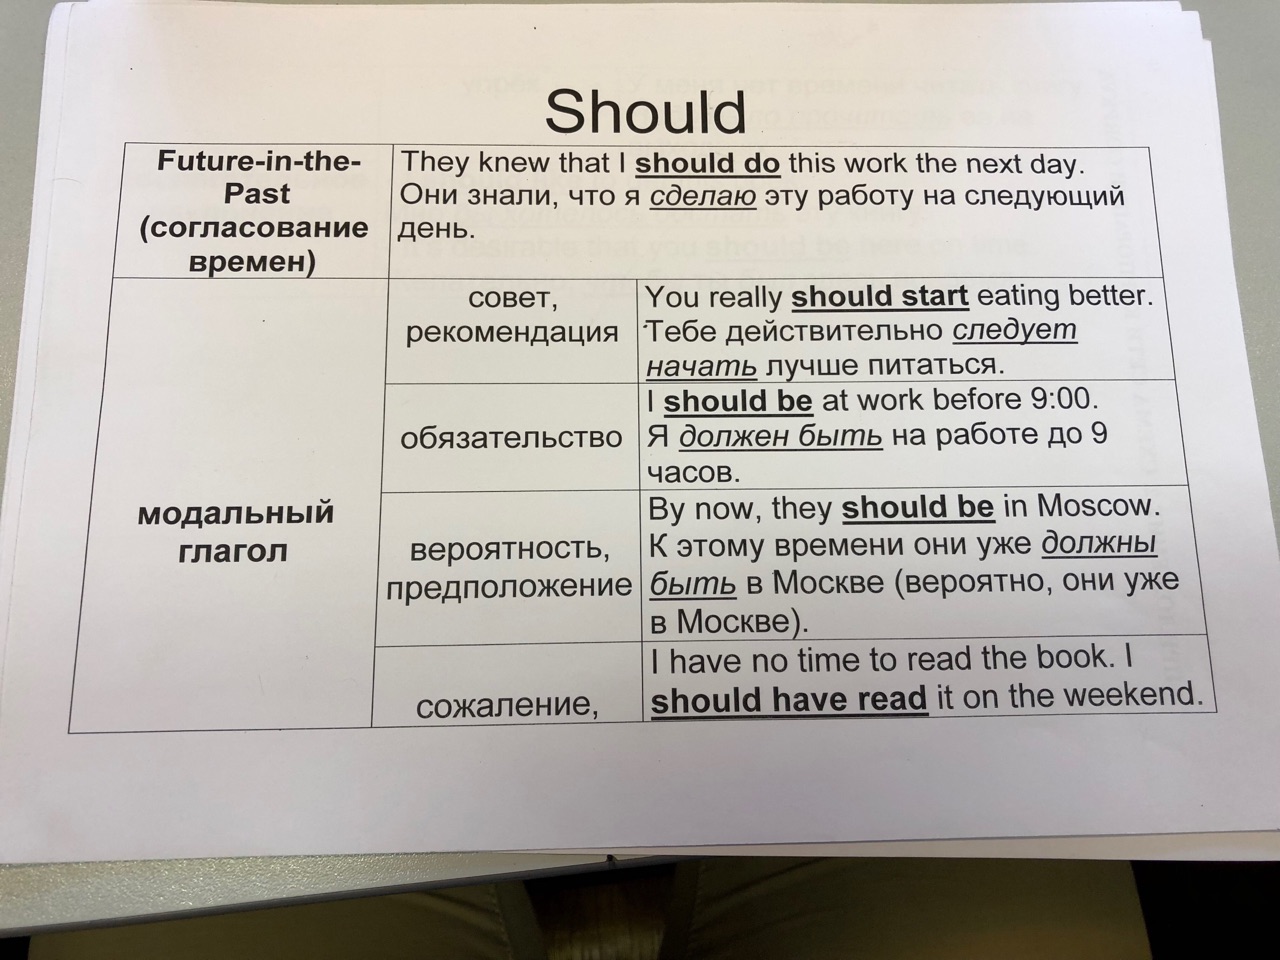 Should
Future-in-the-
Past
(согласование
времен)
They knew that I should do this work the next day.
Они знали, что я сделаю эту работу на следующий
день.
модальный
глагол
совет,
рекомендация
You really should start eating better.
Тебе действительно следует
начать лучше питаться.
обязательство
I should be at work before 9:00.
Я должен быть на работе до 9
часов.
вероятность,
предположение
By now, they should be in Moscow.
К этому времени они уже должны
быть в Москве (вероятно, они уже
в Москве).
сожаление,
I have no time to read the book. I
should have read it on the weekend.